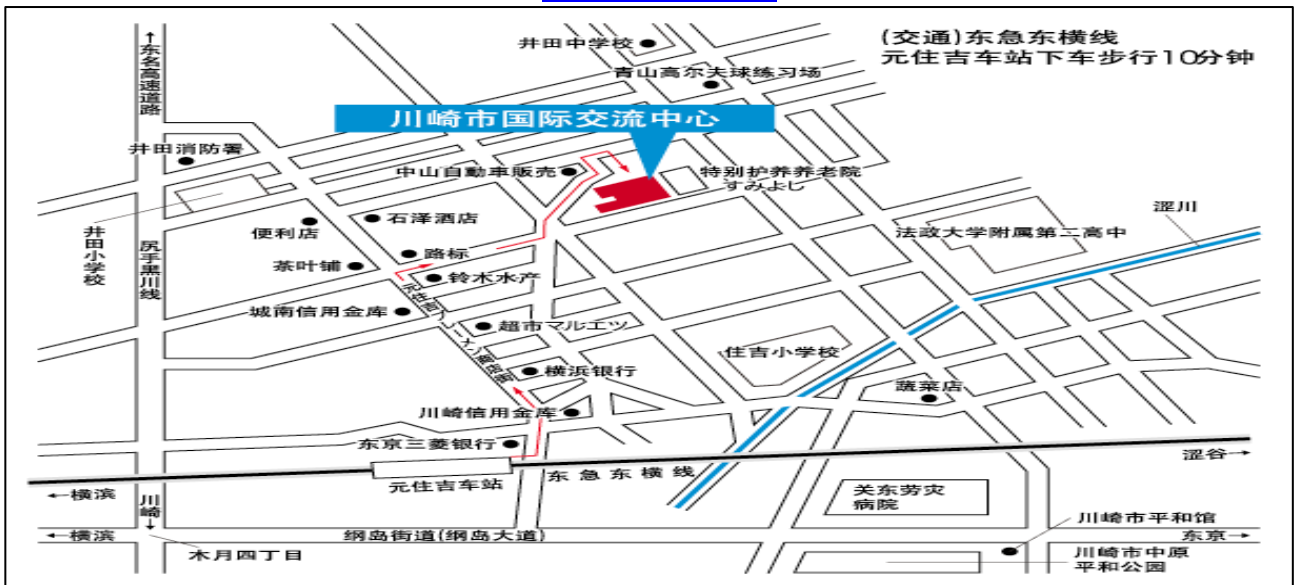 井田中学校
(交通)东急东横线
元住吉车站下车步行10分钟
青山高尔夫球练习场
↑东名高速道路
川崎市国际交流中心
井田消防署
中山自動車販売
特别护养养老院
すみよし
涩川
石泽酒店
便利店
法政大学附属第二高中
井田小学校
尻手黑川线
路标
茶叶铺
铃木水产
城南信用金库
超市マルエツ
住吉小学校
横浜银行
蔬菜店
川崎信用金库
东京三菱银行
东急东横线
涩谷→
元住吉车站
←横滨
川崎↓
关东劳灾
病院
川崎市平和馆
←横滨
纲岛街道(纲岛大道)
东京→
木月四丁目
川崎市中原
平和公园